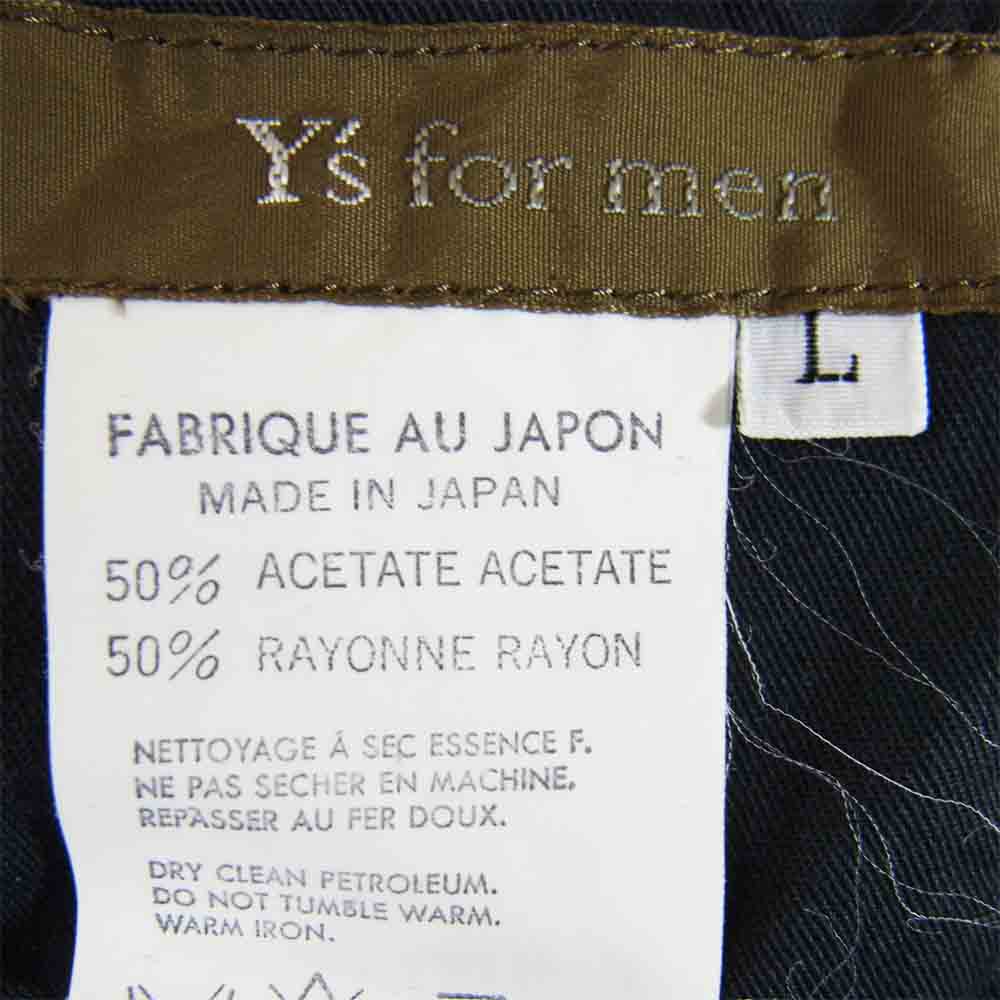 Y's for men
L
FABRIQUE AU JAPON
MADE IN JAPAN
50% ACETATE ACETATE
50% RAYONNE RAYON
NETTOYAGE À SEC ESSENCE F.
NE PAS SECHER EN MACHINE.
REPASSER AU FER DOUX.
DRY CLEAN PETROLEUM.
DO NOT TUMBLE WARM.
WARM IRON.